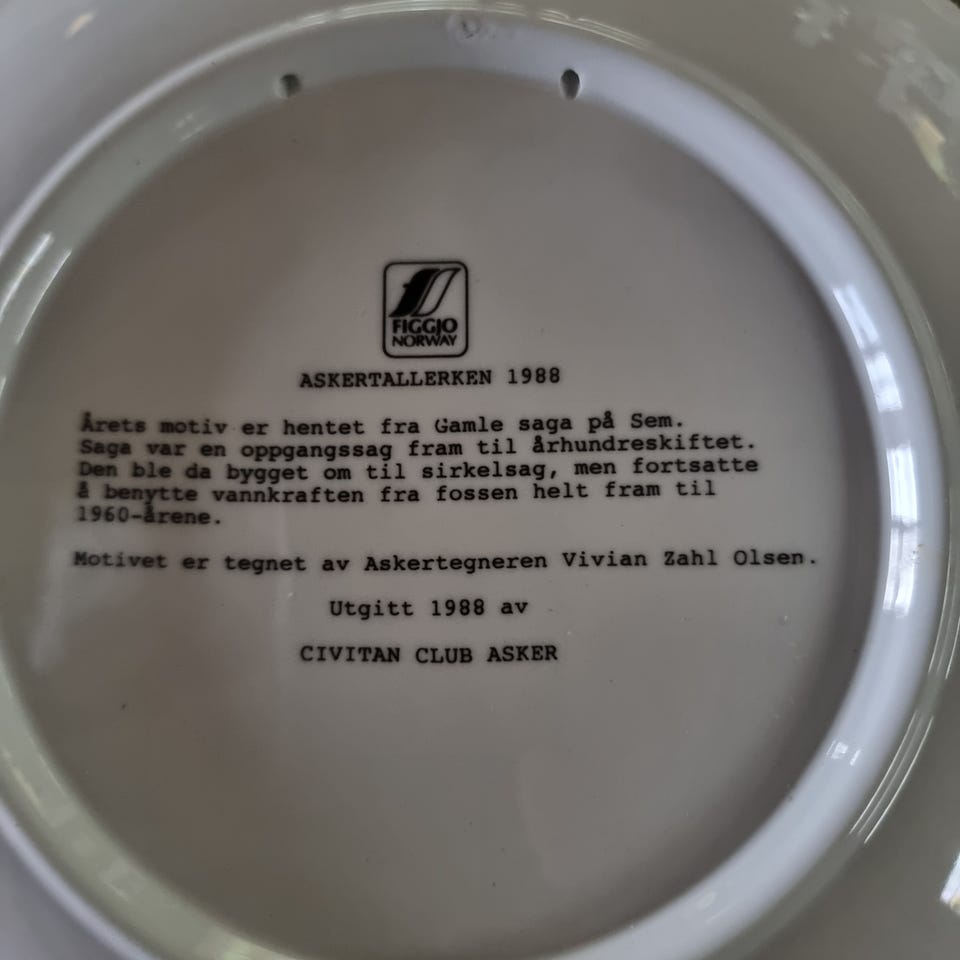 FIGGJO
NORWAY
ASKERTALLERKEN 1988
Årets motiv er hentet fra Gamle saga på Sem.
Saga var en oppgangssag fram til århundreskiftet.
Den ble da bygget om til sirkelsag, men fortsatte
å benytte vannkraften fra fossen helt fram til
1960-årene.
Motivet er tegnet av Askertegneren Vivian Zahl Olsen.
Utgitt 1988 av
CIVITAN CLUB ASKER